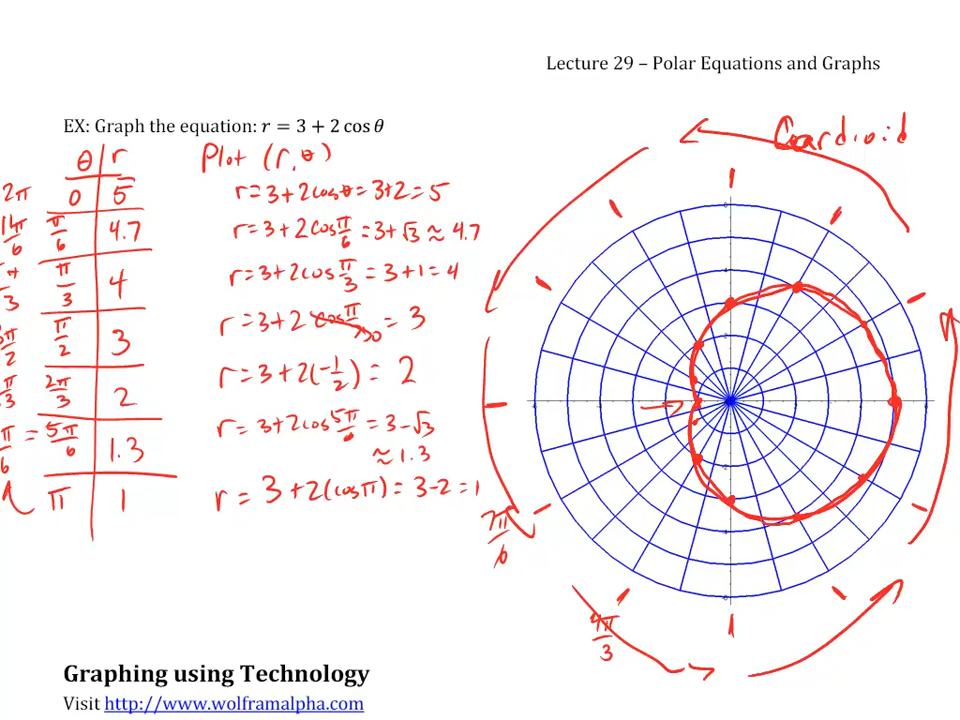 Lecture 29 – Polar Equations and Graphs
EX: Graph the equation: r = 3 + 2 cos θ
Cardioid
θ | r
Plot (r, θ)
2π 0 5
r = 3 + 2cosθ = 3+2 = 5
11π/6 π/6 4.7
r = 3 + 2cos π/6 = 3 + √3 ≈ 4.7
π/3 4
r = 3 + 2cos π/3 = 3 + 1 = 4
π/2 3
r = 3 + 2 cos π/2 = 3
2π/3 2
r = 3 + 2(-1/2) = 2
= 5π/6 1.3
r = 3 + 2cos 5π/6 = 3 - √3
≈ 1.3
π 1
r = 3 + 2(cos π) = 3 - 2 = 1
7π/6
4π/3
Graphing using Technology
Visit http://www.wolframalpha.com